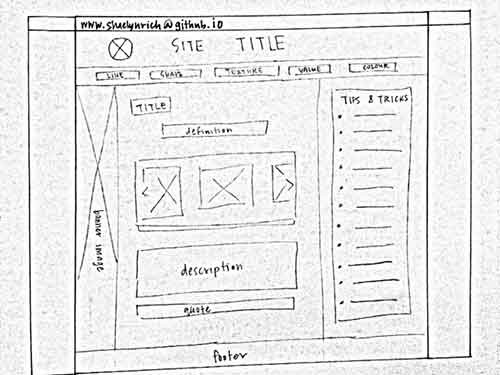 www.shuelynrich@github.io
SITE TITLE
LINE SHAPE TEXTURE VALUE COLOUR
TITLE
definition
TIPS & TRICKS
banner image
description
quote
footer